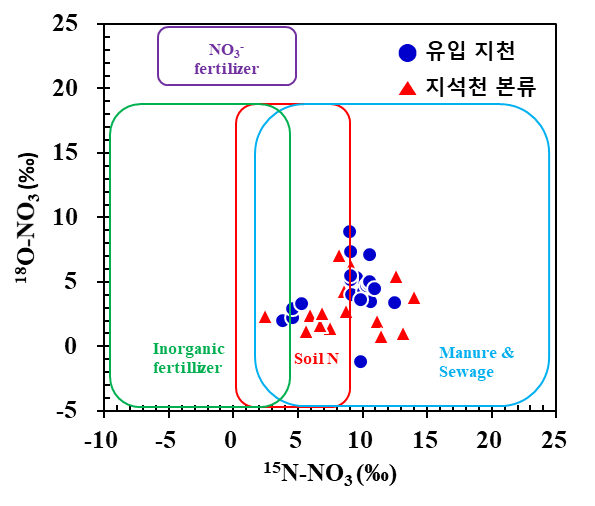 25
20
15
10
5
0
-5
-10
-5
0
5
10
15
20
25
¹⁸O-NO₃ (‰)
¹⁵N-NO₃ (‰)
NO₃⁻
fertilizer
유입 지천
지석천 본류
Inorganic
fertillizer
Soil N
Manure &
Sewage